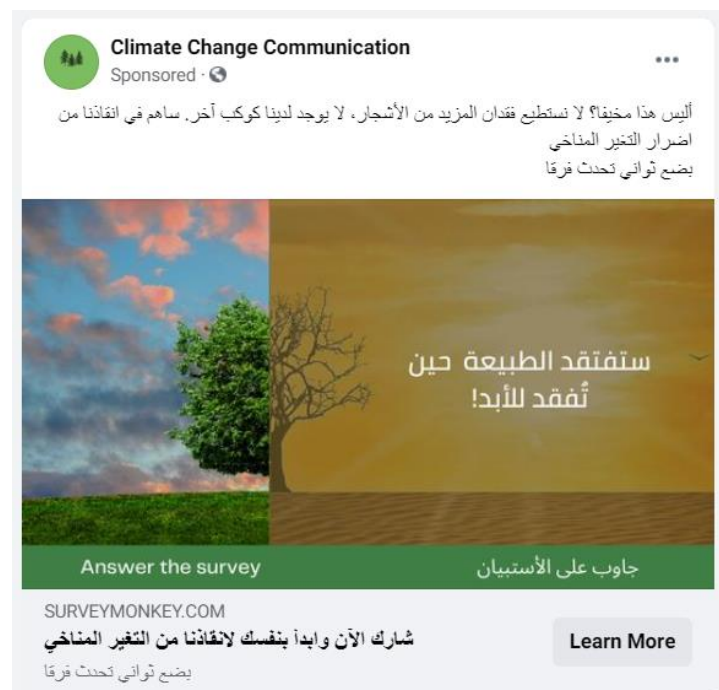 Climate Change Communication
Sponsored ·
أليس هذا مخيفا؟ لا نستطيع فقدان المزيد من الأشجار، لا يوجد لدينا كوكب آخر. ساهم في انقاذنا من
اضرار التغير المناخي
بضع ثواني تحدث فرقا
ستفتقد الطبيعة حين
تُفقد للأبد!
Answer the survey
جاوب على الأستبيان
SURVEYMONKEY.COM
شارك الآن وابدأ بنفسك لانقاذنا من التغير المناخي
بضع ثواني تحدث فرقا
Learn More